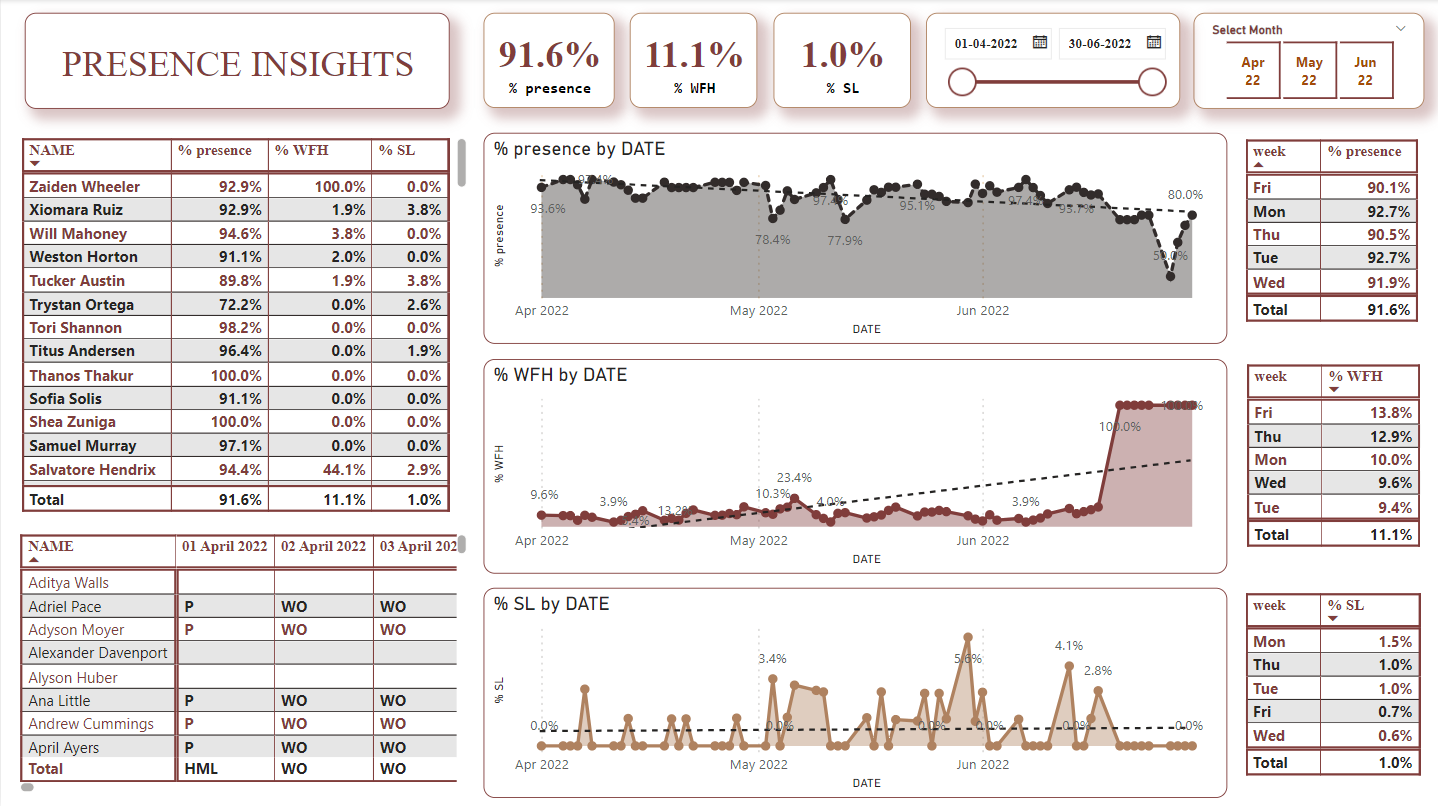 PRESENCE INSIGHTS
91.6%
% presence
11.1%
% WFH
1.0%
% SL
01-04-2022 30-06-2022
Select Month
Apr 22
May 22
Jun 22
NAME % presence % WFH % SL
Zaiden Wheeler 92.9% 100.0% 0.0%
Xiomara Ruiz 92.9% 1.9% 3.8%
Will Mahoney 94.6% 3.8% 0.0%
Weston Horton 91.1% 2.0% 0.0%
Tucker Austin 89.8% 1.9% 3.8%
Trystan Ortega 72.2% 0.0% 2.6%
Tori Shannon 98.2% 0.0% 0.0%
Titus Andersen 96.4% 0.0% 1.9%
Thanos Thakur 100.0% 0.0% 0.0%
Sofia Solis 91.1% 0.0% 0.0%
Shea Zuniga 100.0% 0.0% 0.0%
Samuel Murray 97.1% 0.0% 0.0%
Salvatore Hendrix 94.4% 44.1% 2.9%
Total 91.6% 11.1% 1.0%
NAME 01 April 2022 02 April 2022 03 April 202
Aditya Walls
Adriel Pace P WO WO
Adyson Moyer P WO WO
Alexander Davenport
Alyson Huber
Ana Little P WO WO
Andrew Cummings P WO WO
April Ayers P WO WO
Total HML WO WO
% presence by DATE
% presence
93.6%
97.4%
78.4%
97.4%
77.9%
95.1%
97.4%
93.7%
50.0%
80.0%
Apr 2022 May 2022 Jun 2022
DATE
% WFH by DATE
% WFH
9.6%
3.9%
13.2%
10.3%
23.4%
4.0%
3.9%
100.0%
Apr 2022 May 2022 Jun 2022
DATE
% SL by DATE
% SL
0.0%
3.4%
0.0%
0.0%
5.6%
0.0%
4.1%
0.0%
2.8%
0.0%
Apr 2022 May 2022 Jun 2022
DATE
week % presence
Fri 90.1%
Mon 92.7%
Thu 90.5%
Tue 92.7%
Wed 91.9%
Total 91.6%
week % WFH
Fri 13.8%
Thu 12.9%
Mon 10.0%
Wed 9.6%
Tue 9.4%
Total 11.1%
week % SL
Mon 1.5%
Thu 1.0%
Tue 1.0%
Fri 0.7%
Wed 0.6%
Total 1.0%